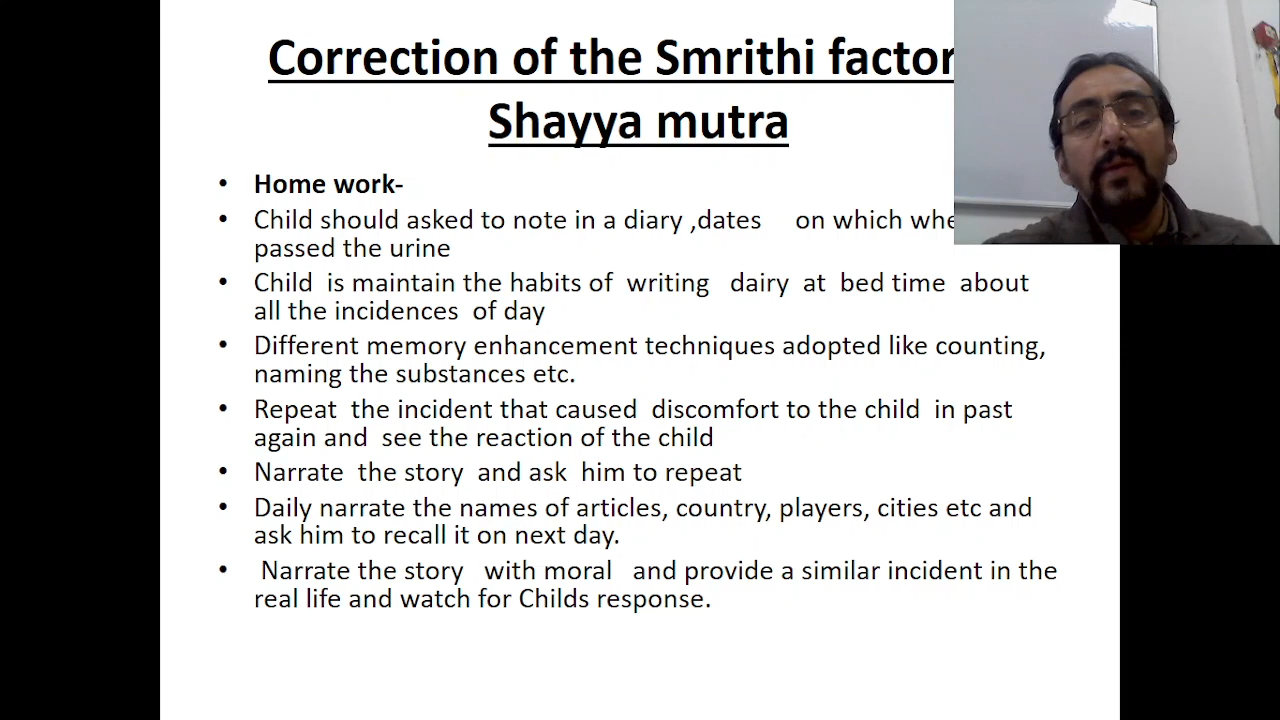 Correction of the Smrithi factor
Shayya mutra
• Home work-
• Child should asked to note in a diary ,dates on which
passed the urine
• Child is maintain the habits of writing dairy at bed time about
all the incidences of day
• Different memory enhancement techniques adopted like counting,
naming the substances etc.
• Repeat the incident that caused discomfort to the child in past
again and see the reaction of the child
• Narrate the story and ask him to repeat
• Daily narrate the names of articles, country, players, cities etc and
ask him to recall it on next day.
• Narrate the story with moral and provide a similar incident in the
real life and watch for Childs response.